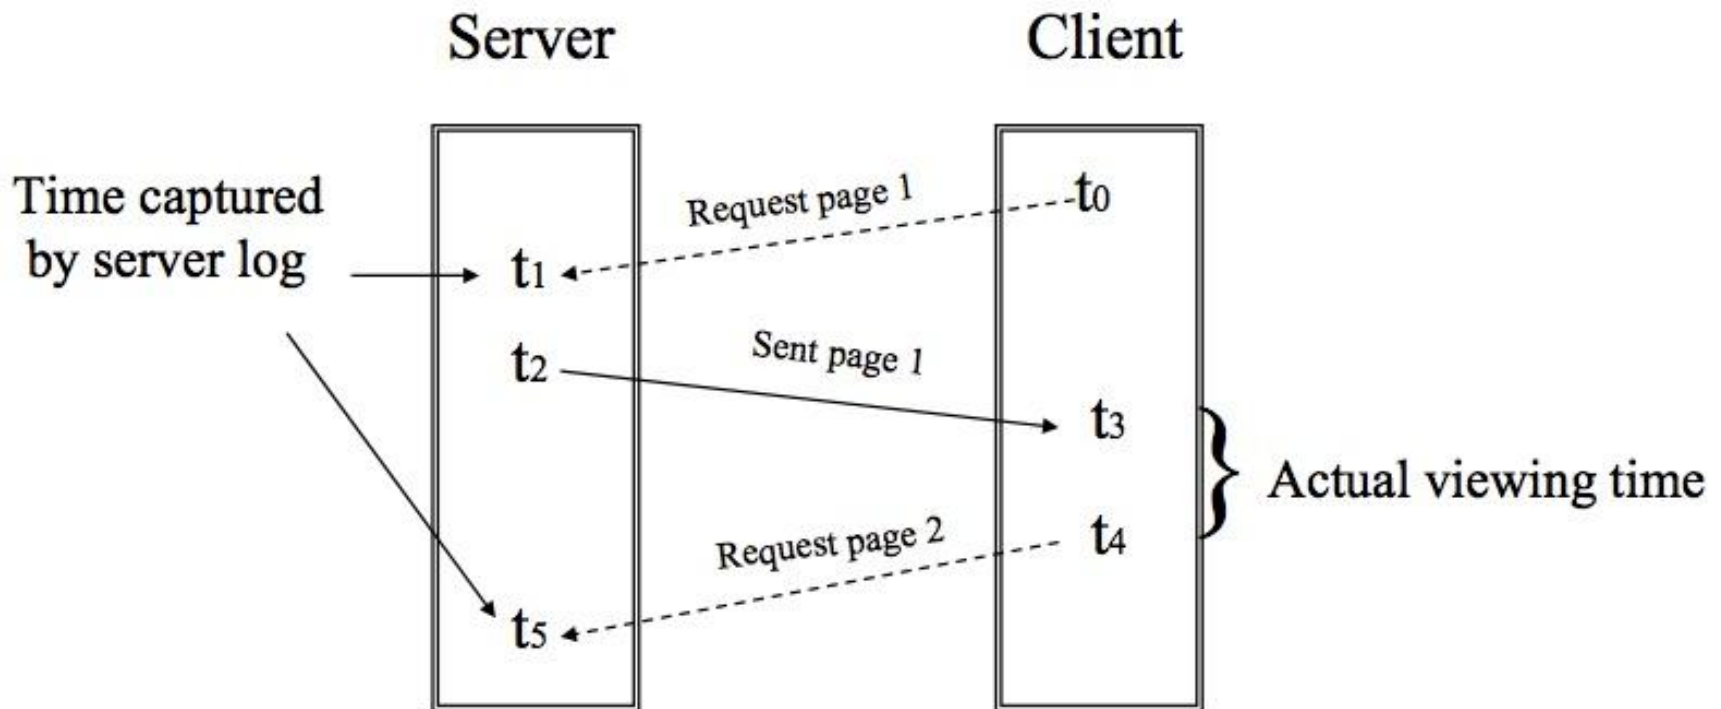 Server
Client
Time captured
by server log
Request page 1
t0
t1
t2
Sent page 1
t3
Actual viewing time
Request page 2
t4
t5